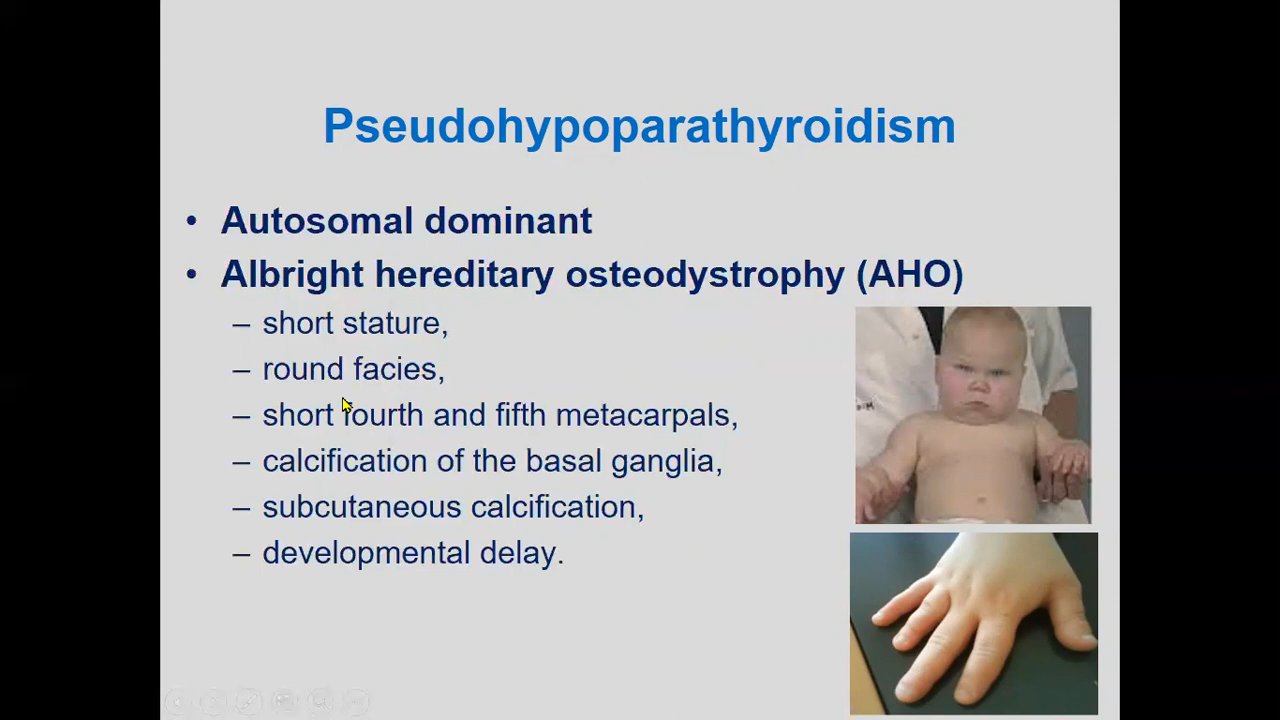 Pseudohypoparathyroidism
• Autosomal dominant
• Albright hereditary osteodystrophy (AHO)
– short stature,
– round facies,
– short fourth and fifth metacarpals,
– calcification of the basal ganglia,
– subcutaneous calcification,
– developmental delay.